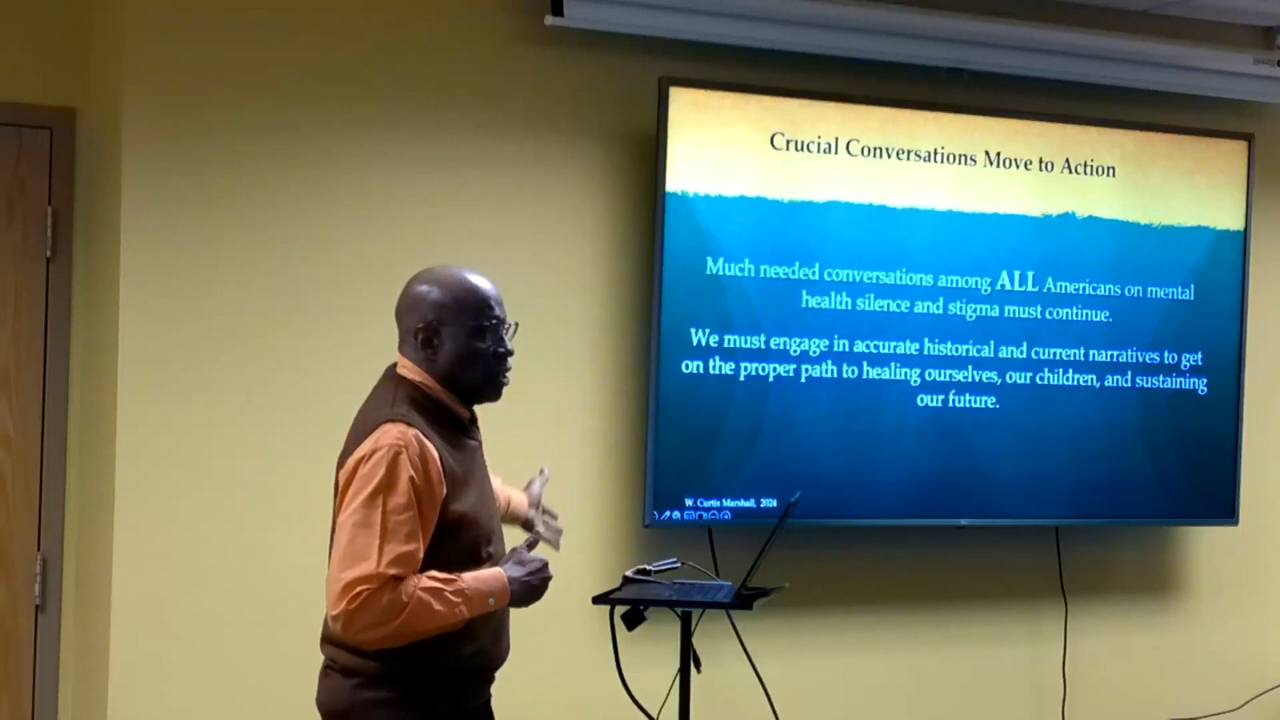 Crucial Conversations Move to Action
Much needed conversations among ALL Americans on mental
health silence and stigma must continue.
We must engage in accurate historical and current narratives to get
on the proper path to healing ourselves, our children, and sustaining
our future.
W. Curtis Marshall, 2024